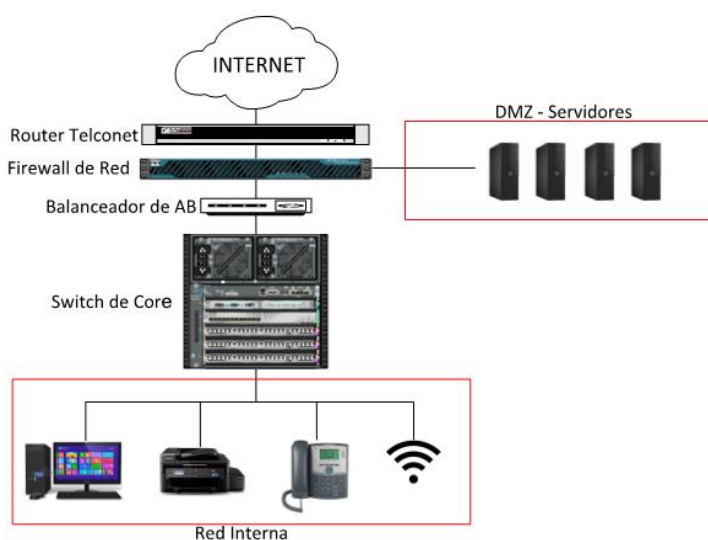 INTERNET
Router Telconet
DMZ - Servidores
Firewall de Red
Balanceador de AB
Switch de Core
Red Interna